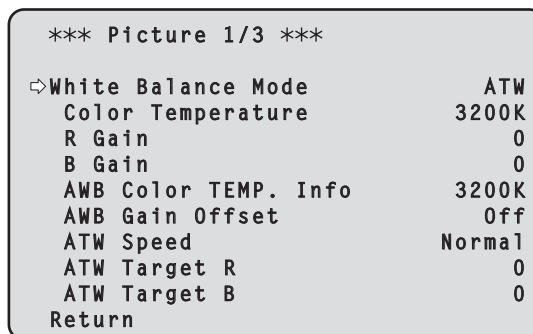 *** Picture 1/3 ***
⇨White Balance Mode ATW
Color Temperature 3200K
R Gain 0
B Gain 0
AWB Color TEMP. Info 3200K
AWB Gain Offset Off
ATW Speed Normal
ATW Target R 0
ATW Target B 0
Return